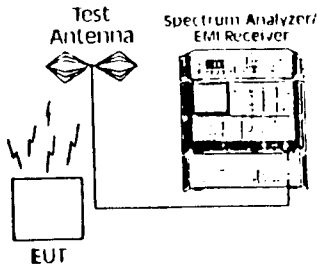 Test
Antenna
Spectrum Analyzer/
EMI Receiver
EUT